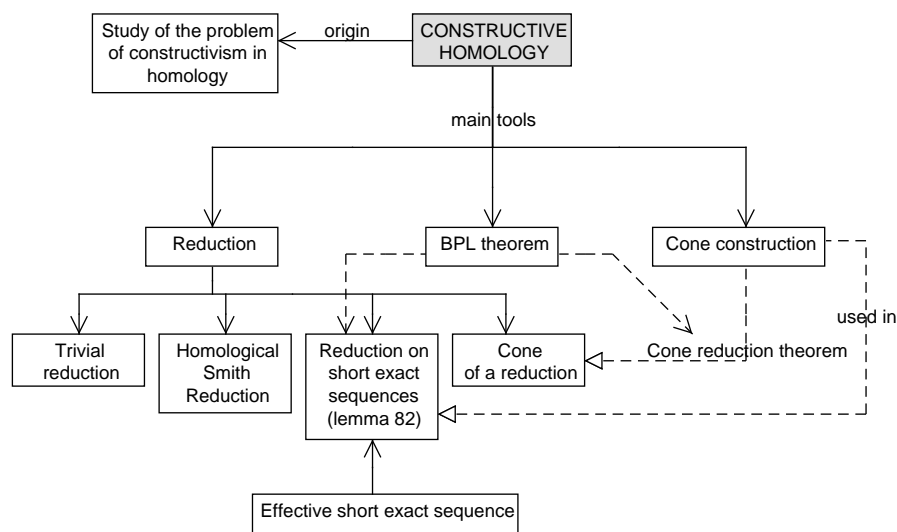 Study of the problem
of constructivism in
homology
origin
CONSTRUCTIVE
HOMOLOGY
main tools
Reduction
BPL theorem
Cone construction
used in
Trivial
reduction
Homological
Smith
Reduction
Reduction on
short exact
sequences
(lemma 82)
Cone
of a reduction
Cone reduction theorem
Effective short exact sequence